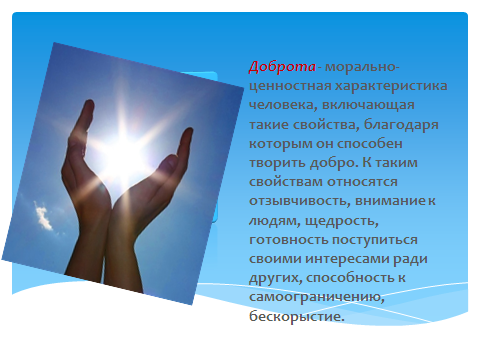 Доброта - морально-
ценностная характеристика
человека, включающая
такие свойства, благодаря
которым он способен
творить добро. К таким
свойствам относятся
отзывчивость, внимание к
людям, щедрость,
готовность поступиться
своими интересами ради
других, способность к
самоограничению,
бескорыстие.